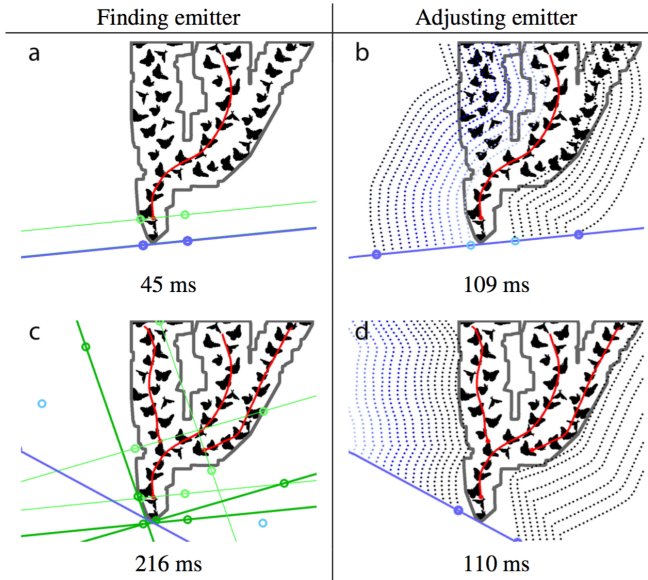 Finding emitter
Adjusting emitter
a
b
45 ms
109 ms
c
d
216 ms
110 ms